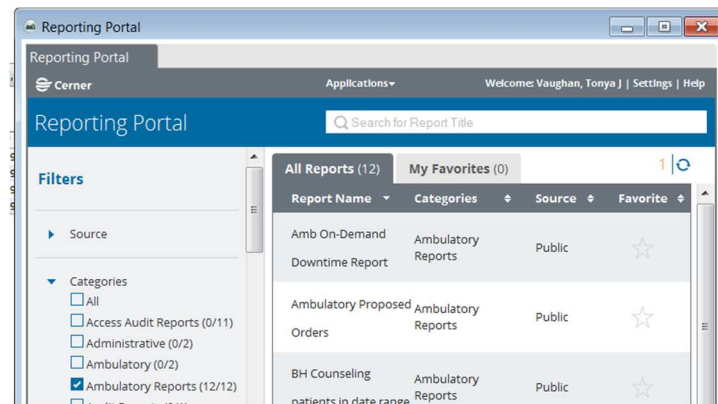 Reporting Portal
Reporting Portal
Cerner
Applications
Welcome: Vaughan, Tonya J | Settings | Help
Reporting Portal
Search for Report Title
Filters
Source
Categories
All
Access Audit Reports (0/11)
Administrative (0/2)
Ambulatory (0/2)
Ambulatory Reports (12/12)
All Reports (12)
My Favorites (0)
1
Report Name
Categories
Source
Favorite
Amb On-Demand
Downtime Report
Ambulatory
Reports
Public
Ambulatory Proposed
Orders
Ambulatory
Reports
Public
BH Counseling
patients in date range
Ambulatory
Reports
Public